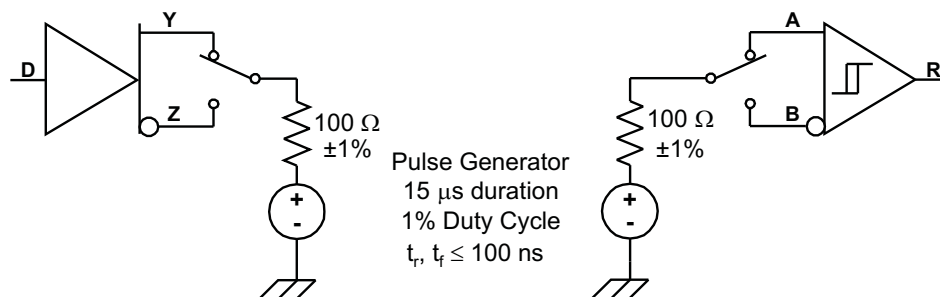 Y
D
Z
100 Ω
±1%
+
-
Pulse Generator
15 μs duration
1% Duty Cycle
tr, tf ≤ 100 ns
A
R
B
100 Ω
±1%
+
-